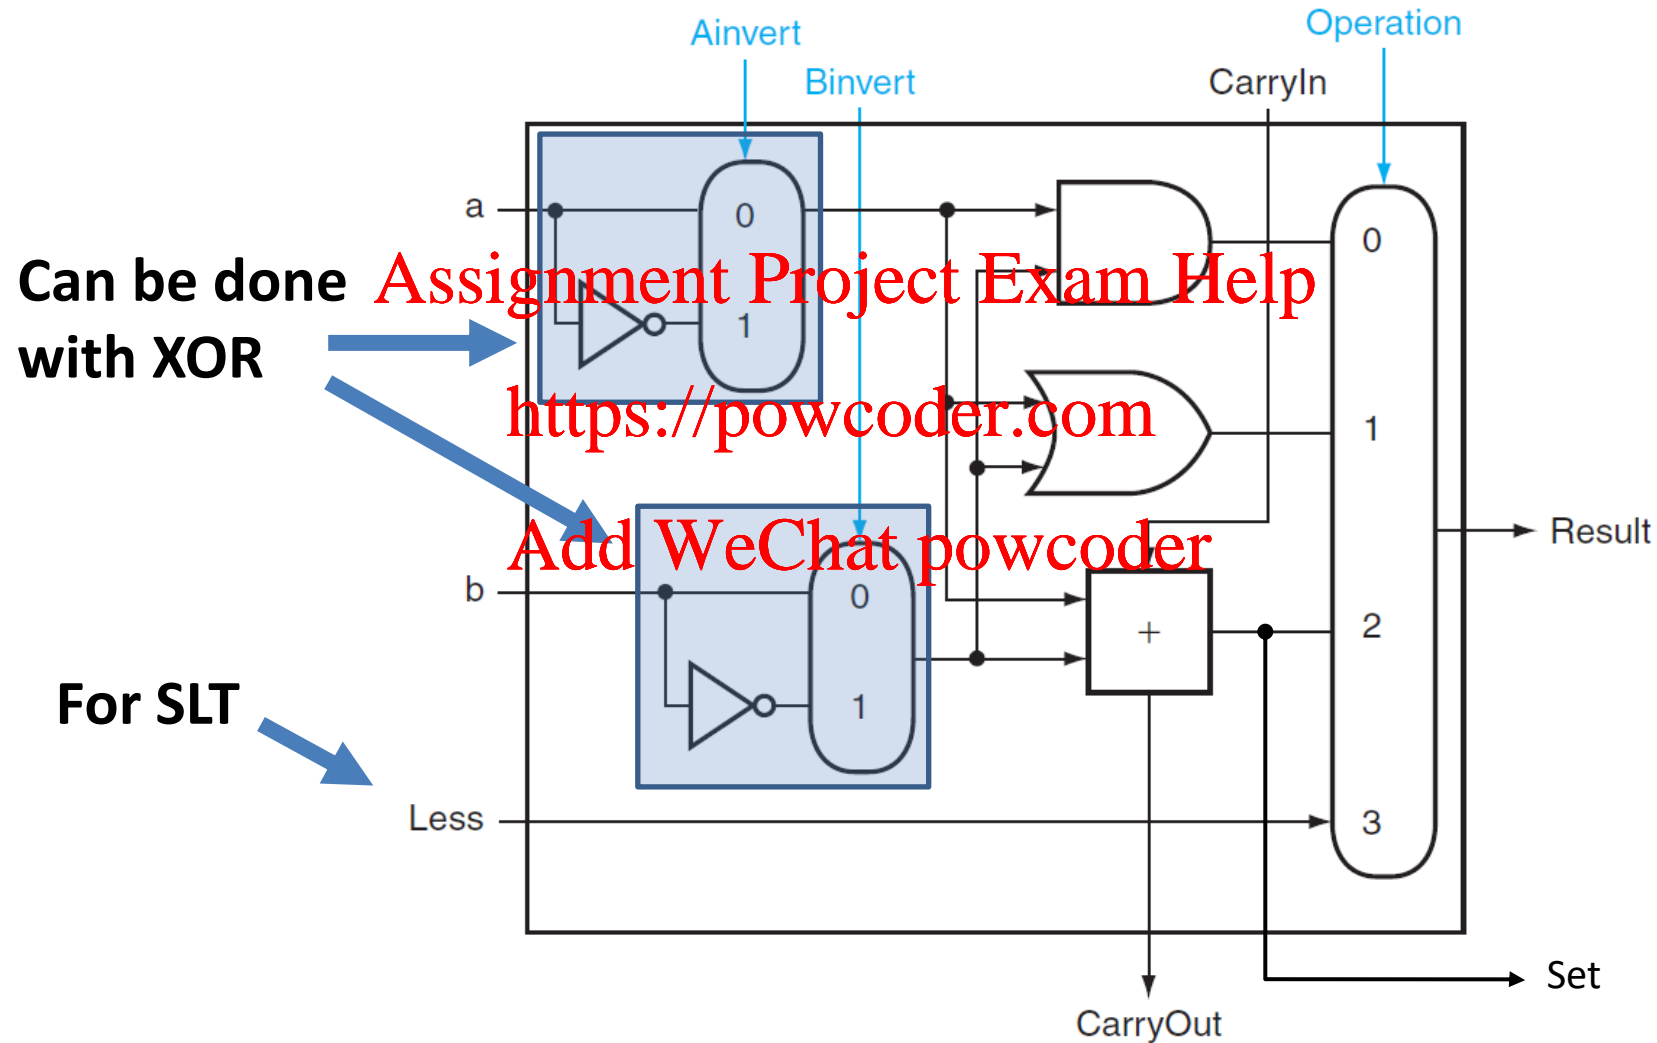 Operation
Ainvert
Binvert
CarryIn
a
0
0
Can be done
with XOR
Assignment Project Exam Help
1
https://powcoder.com
1
Add WeChat powcoder
Result
b
0
+
2
For SLT
1
Less
3
Set
CarryOut